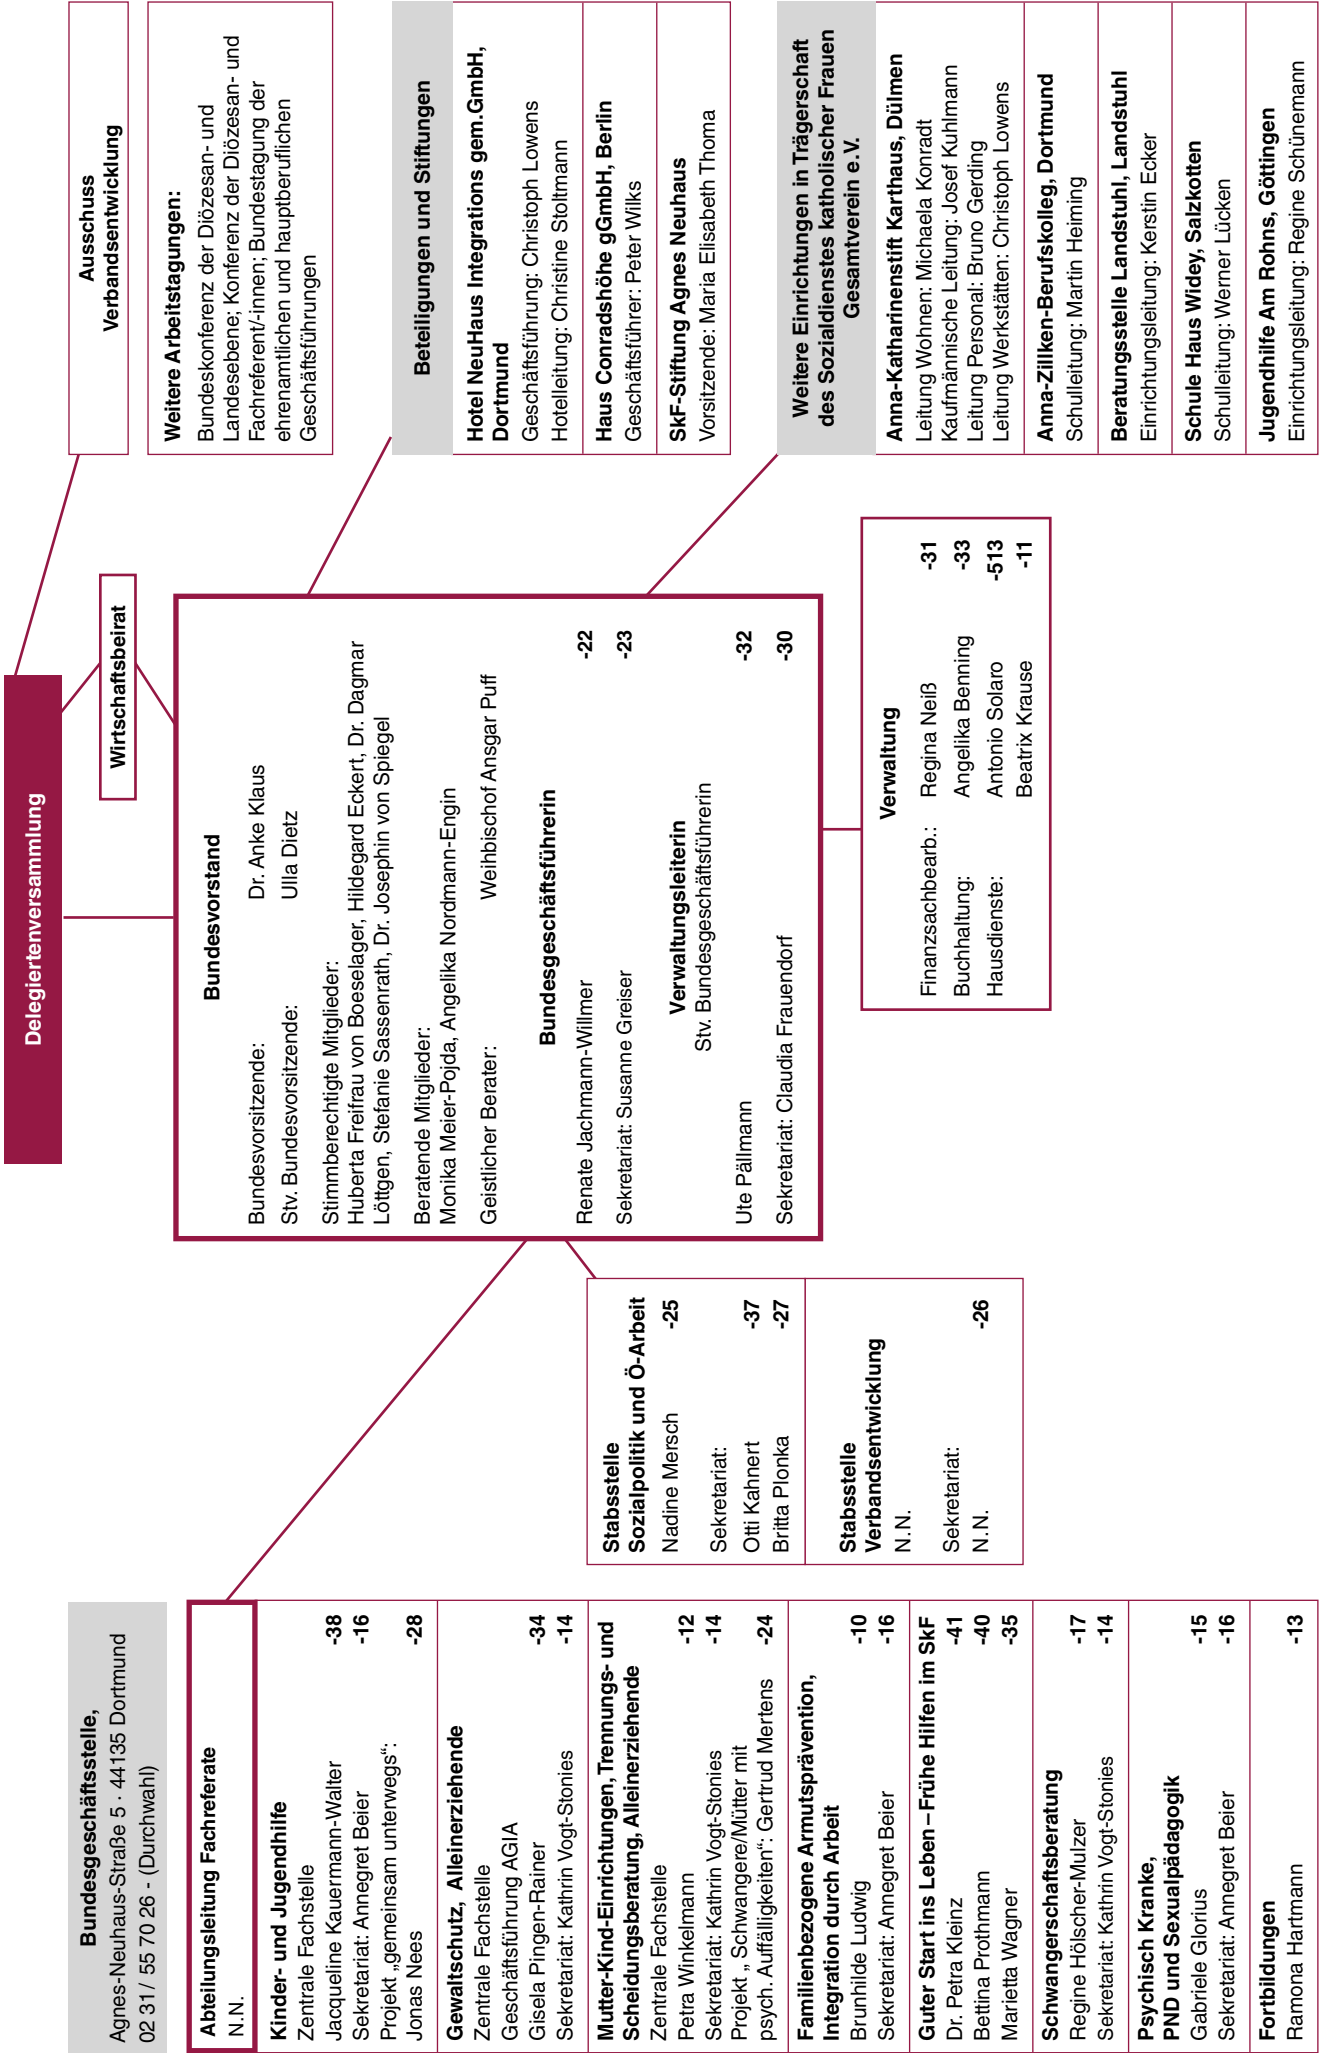 Delegiertenversammlung
Ausschuss
Verbandsentwicklung
Wirtschaftsbeirat
Weitere Arbeitstagungen:
Bundeskonferenz der Diözesan- und
Landesebene; Konferenz der Diözesan- und
Fachreferent/-innen; Bundestagung der
ehrenamtlichen und hauptberuflichen
Geschäftsführungen
Bundesgeschäftsstelle,
Agnes-Neuhaus-Straße 5 · 44135 Dortmund
02 31 / 55 70 26 - (Durchwahl)
Abteilungsleitung Fachreferate
N.N.
Kinder- und Jugendhilfe
Zentrale Fachstelle
Jacqueline Kauermann-Walter -38
Sekretariat: Annegret Beier -16
Projekt „gemeinsam unterwegs“:
Jonas Nees -28
Gewaltschutz, Alleinerziehende
Zentrale Fachstelle
Geschäftsführung AGIA
Gisela Pingen-Rainer -34
Sekretariat: Kathrin Vogt-Stonies -14
Mutter-Kind-Einrichtungen, Trennungs- und
Scheidungsberatung, Alleinerziehende
Zentrale Fachstelle
Petra Winkelmann -12
Sekretariat: Kathrin Vogt-Stonies -14
Projekt „ Schwangere/Mütter mit
psych. Auffälligkeiten“: Gertrud Mertens -24
Familienbezogene Armutsprävention,
Integration durch Arbeit
Brunhilde Ludwig -10
Sekretariat: Annegret Beier -16
Guter Start ins Leben – Frühe Hilfen im SkF
Dr. Petra Kleinz -41
Bettina Prothmann -40
Marietta Wagner -35
Schwangerschaftsberatung
Regine Hölscher-Mulzer -17
Sekretariat: Kathrin Vogt-Stonies -14
Psychisch Kranke,
PND und Sexualpädagogik
Gabriele Glorius -15
Sekretariat: Annegret Beier -16
Fortbildungen
Ramona Hartmann -13
Stabsstelle
Sozialpolitik und Ö-Arbeit
Nadine Mersch -25
Sekretariat:
Otti Kahnert -37
Britta Plonka -27
Stabsstelle
Verbandsentwicklung
N.N.
Sekretariat:
N.N. -26
Bundesvorstand
Bundesvorsitzende: Dr. Anke Klaus
Stv. Bundesvorsitzende: Ulla Dietz
Stimmberechtigte Mitglieder:
Huberta Freifrau von Boeselager, Hildegard Eckert, Dr. Dagmar
Löttgen, Stefanie Sassenrath, Dr. Josephin von Spiegel
Beratende Mitglieder:
Monika Meier-Pojda, Angelika Nordmann-Engin
Geistlicher Berater: Weihbischof Ansgar Puff
Bundesgeschäftsführerin
Renate Jachmann-Willmer -22
Sekretariat: Susanne Greiser -23
Verwaltungsleiterin
Stv. Bundesgeschäftsführerin
Ute Pällmann -32
Sekretariat: Claudia Frauendorf -30
Verwaltung
Finanzsachbearb.: Regina Neiß -31
Buchhaltung: Angelika Benning -33
Hausdienste: Antonio Solaro -513
Beatrix Krause -11
Beteiligungen und Stiftungen
Hotel NeuHaus Integrations gem.GmbH,
Dortmund
Geschäftsführung: Christoph Lowens
Hotelleitung: Christine Stoltmann
Haus Conradshöhe gGmbH, Berlin
Geschäftsführer: Peter Wilks
SkF-Stiftung Agnes Neuhaus
Vorsitzende: Maria Elisabeth Thoma
Weitere Einrichtungen in Trägerschaft
des Sozialdienstes katholischer Frauen
Gesamtverein e.V.
Anna-Katharinenstift Karthaus, Dülmen
Leitung Wohnen: Michaela Konradt
Kaufmännische Leitung: Josef Kuhlmann
Leitung Personal: Bruno Gerding
Leitung Werkstätten: Christoph Lowens
Anna-Zillken-Berufskolleg, Dortmund
Schulleitung: Martin Heiming
Beratungsstelle Landstuhl, Landstuhl
Einrichtungsleitung: Kerstin Ecker
Schule Haus Widey, Salzkotten
Schulleitung: Werner Lücken
Jugendhilfe Am Rohns, Göttingen
Einrichtungsleitung: Regine Schünemann